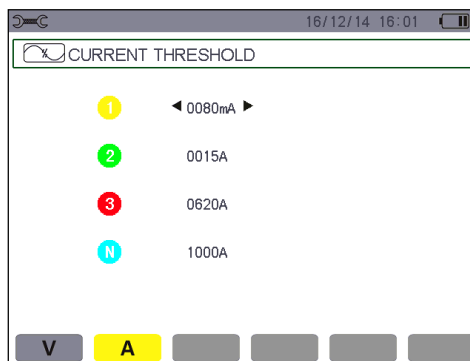 16/12/14 16:01
CURRENT THRESHOLD
1 ◄ 0080mA ►
2 0015A
3 0620A
N 1000A
V A